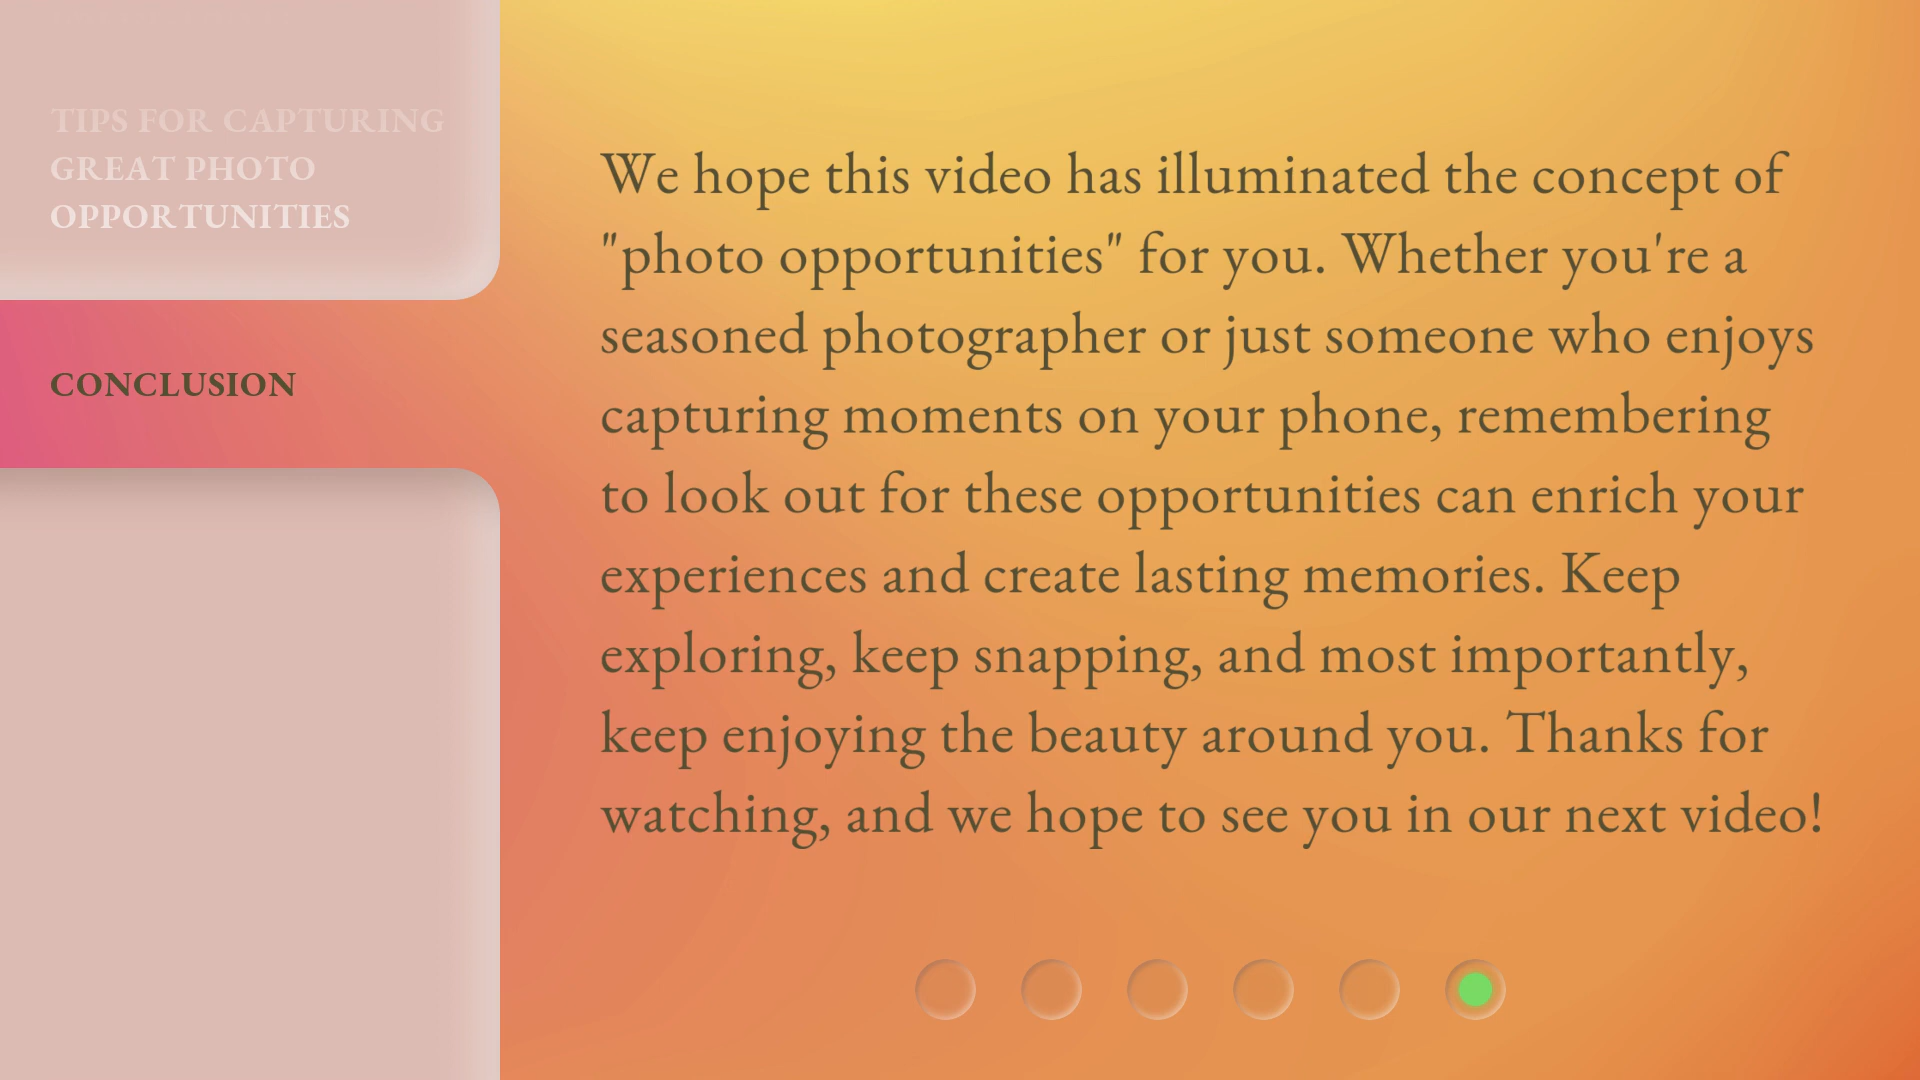 TIPS FOR CAPTURING
GREAT PHOTO
OPPORTUNITIES
CONCLUSION
We hope this video has illuminated the concept of
"photo opportunities" for you. Whether you're a
seasoned photographer or just someone who enjoys
capturing moments on your phone, remembering
to look out for these opportunities can enrich your
experiences and create lasting memories. Keep
exploring, keep snapping, and most importantly,
keep enjoying the beauty around you. Thanks for
watching, and we hope to see you in our next video!